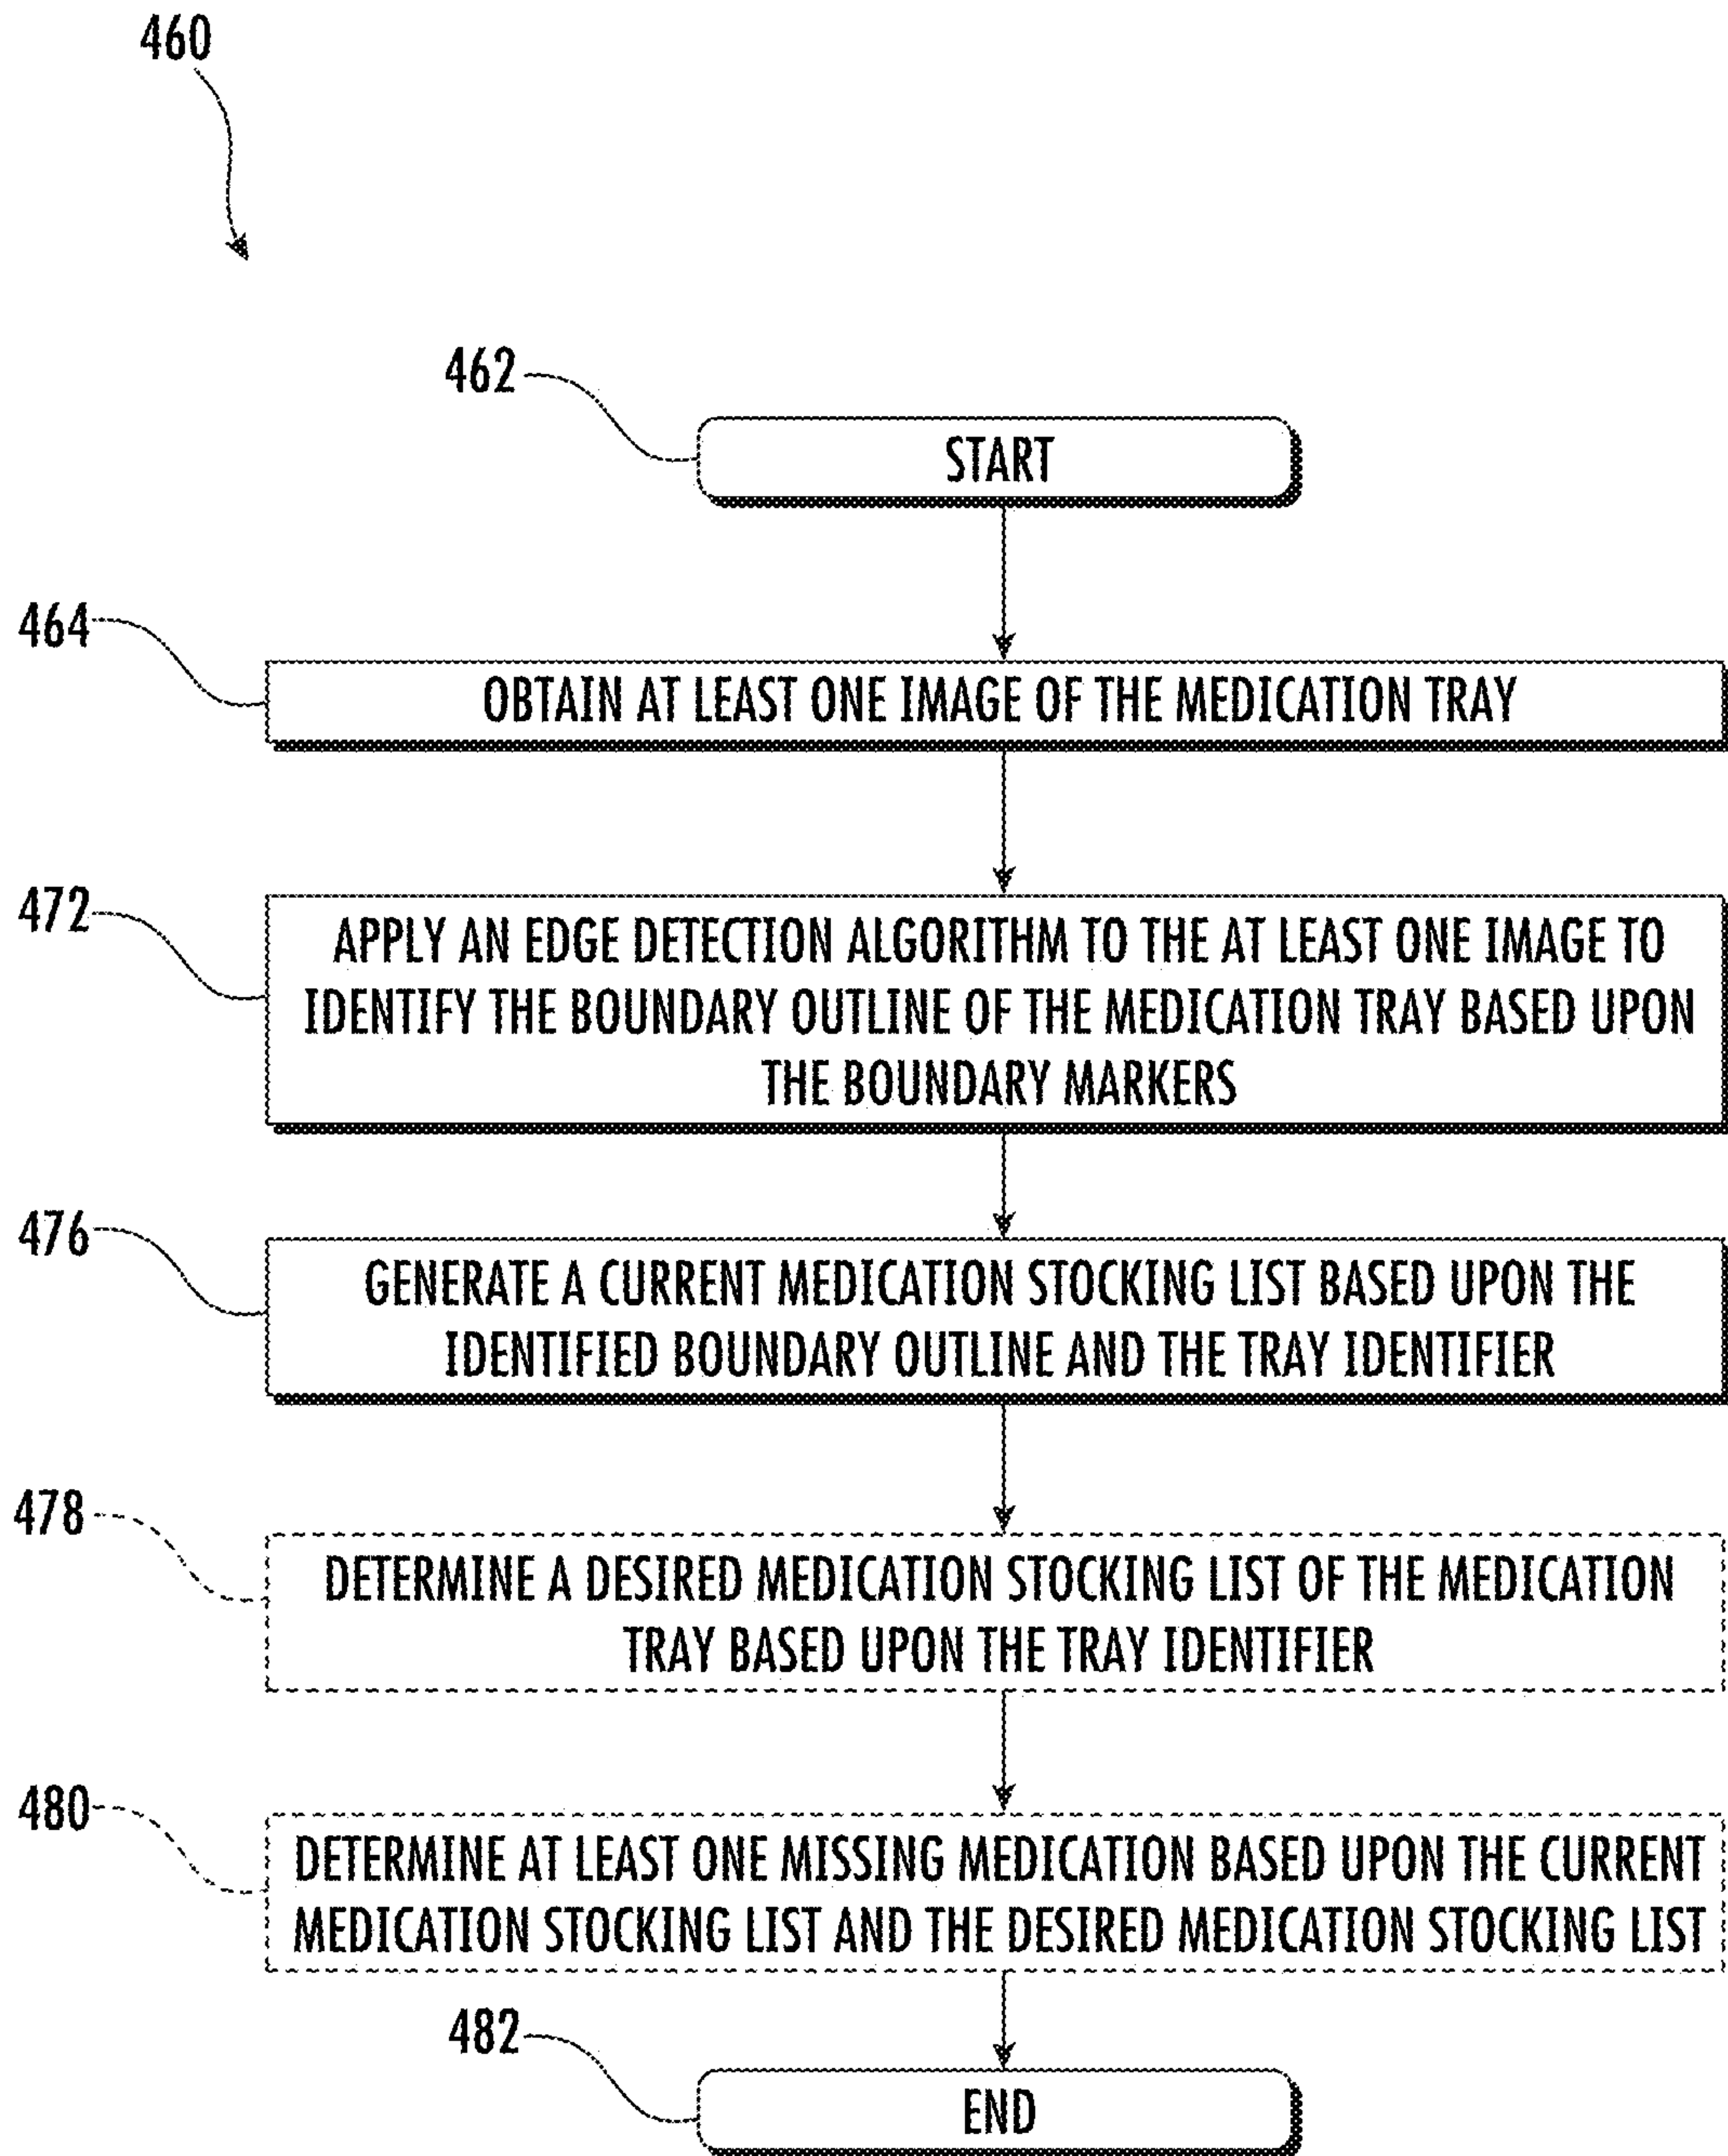 460
462
START
464
OBTAIN AT LEAST ONE IMAGE OF THE MEDICATION TRAY
472
APPLY AN EDGE DETECTION ALGORITHM TO THE AT LEAST ONE IMAGE TO
IDENTIFY THE BOUNDARY OUTLINE OF THE MEDICATION TRAY BASED UPON
THE BOUNDARY MARKERS
476
GENERATE A CURRENT MEDICATION STOCKING LIST BASED UPON THE
IDENTIFIED BOUNDARY OUTLINE AND THE TRAY IDENTIFIER
478
DETERMINE A DESIRED MEDICATION STOCKING LIST OF THE MEDICATION
TRAY BASED UPON THE TRAY IDENTIFIER
480
DETERMINE AT LEAST ONE MISSING MEDICATION BASED UPON THE CURRENT
MEDICATION STOCKING LIST AND THE DESIRED MEDICATION STOCKING LIST
482
END